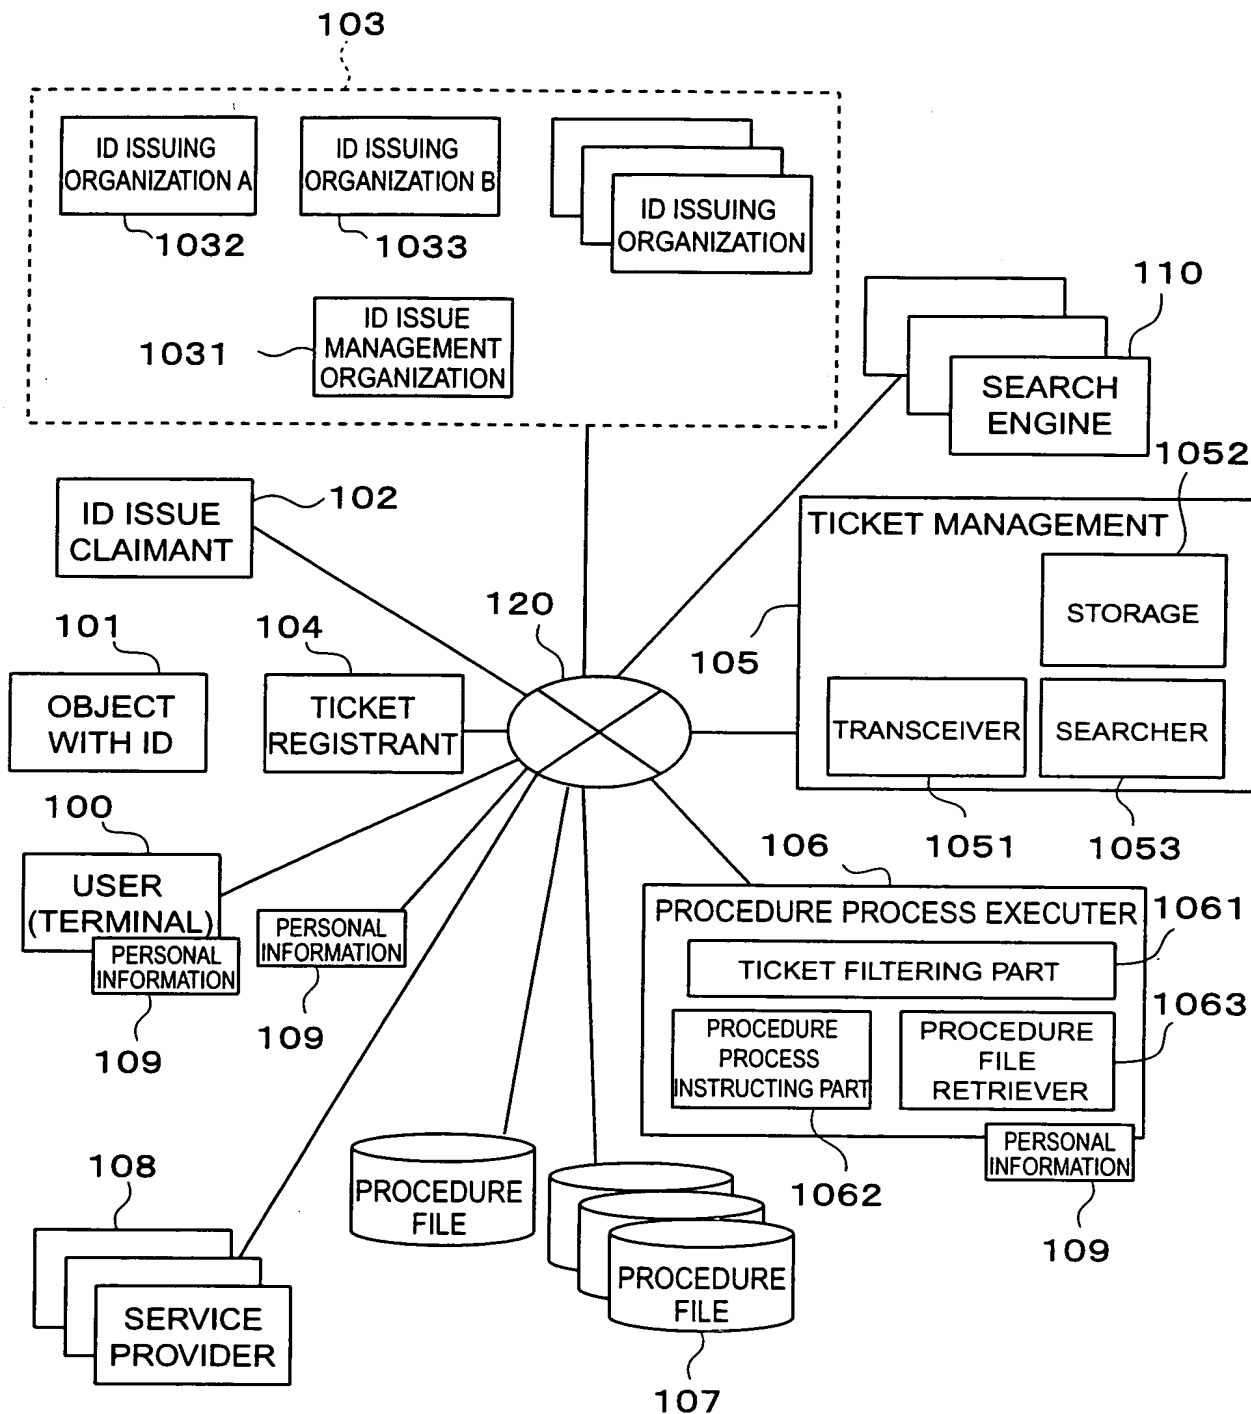 103
ID ISSUING
ORGANIZATION A
1032
ID ISSUING
ORGANIZATION B
1033
ID ISSUING
ORGANIZATION
ID ISSUE
MANAGEMENT
ORGANIZATION
1031
110
SEARCH
ENGINE
1052
102
ID ISSUE
CLAIMANT
TICKET MANAGEMENT
STORAGE
105
TRANSCEIVER
SEARCHER
1051
1053
120
101
OBJECT
WITH ID
104
TICKET
REGISTRANT
100
USER
(TERMINAL)
PERSONAL
INFORMATION
109
PERSONAL
INFORMATION
109
106
PROCEDURE PROCESS EXECUTER
1061
TICKET FILTERING PART
1063
PROCEDURE
PROCESS
INSTRUCTING PART
PROCEDURE
FILE
RETRIEVER
1062
PERSONAL
INFORMATION
109
PROCEDURE
FILE
PROCEDURE
FILE
107
108
SERVICE
PROVIDER